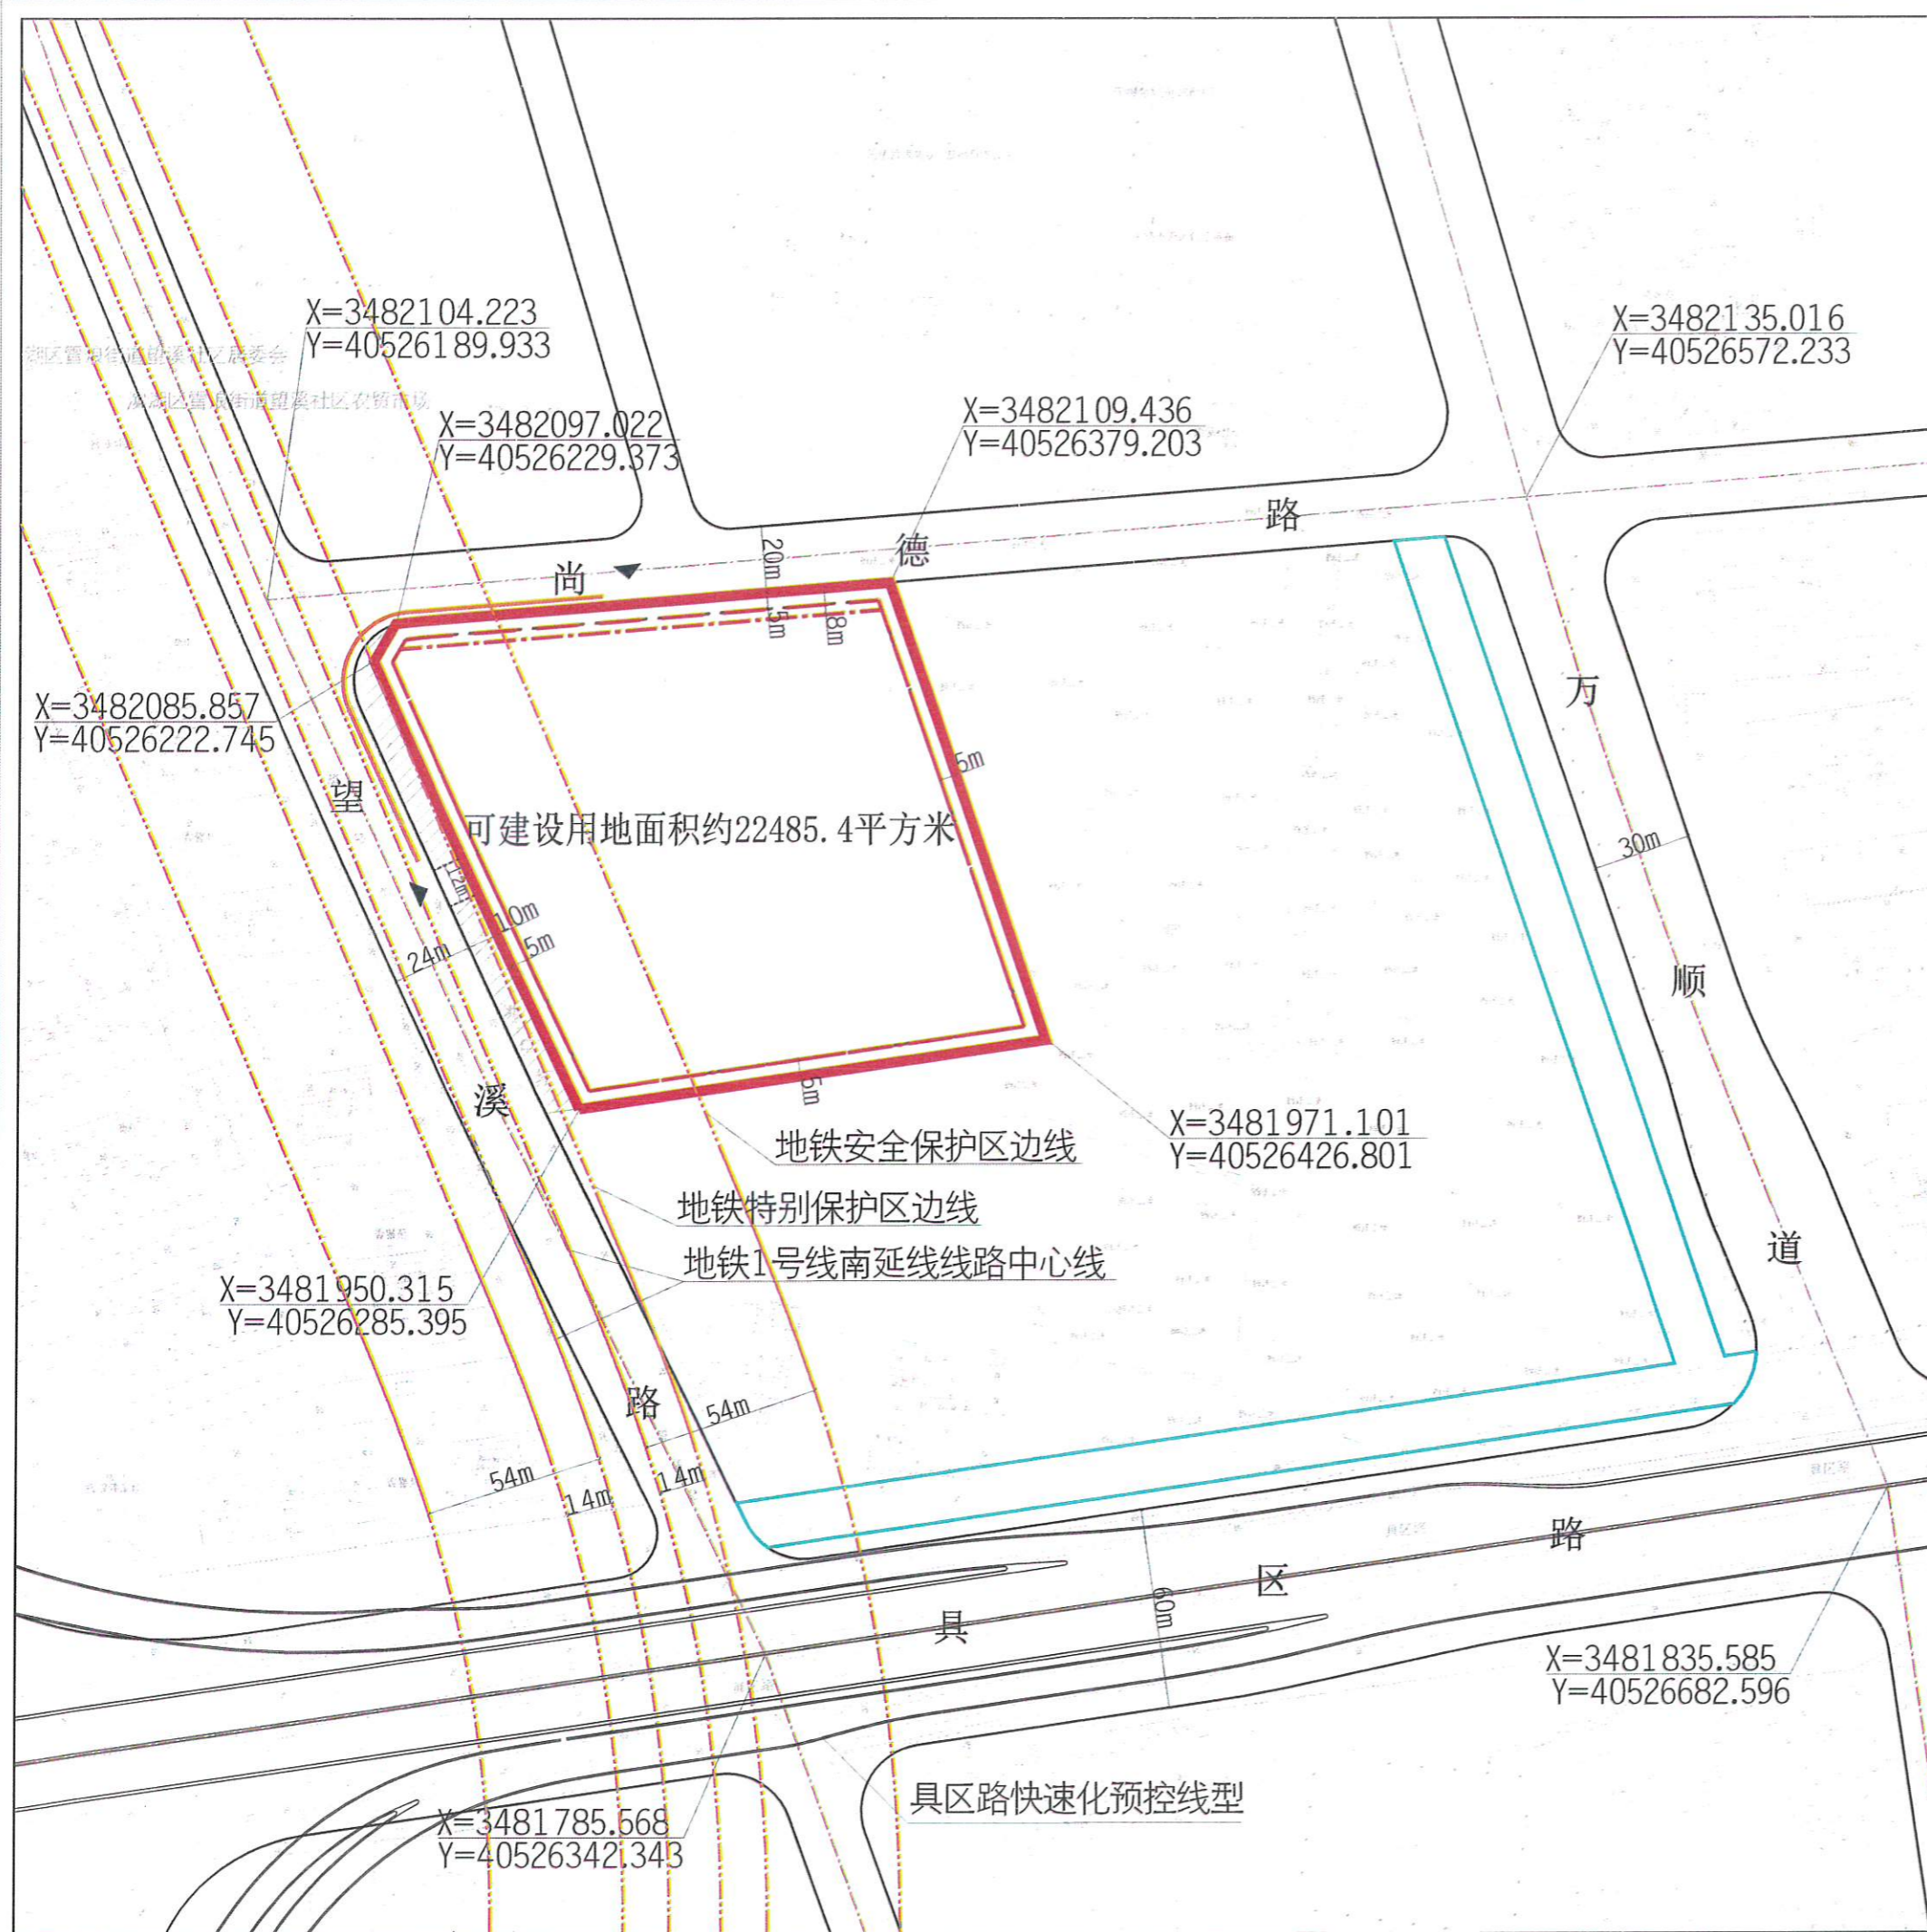 X=3482104.223
Y=40526189.933
X=3482135.016
Y=40526572.233
X=3482097.022
Y=40526229.373
X=3482109.436
Y=40526379.203
路
德
尚
20m
5m
8m
X=3482085.857
Y=40526222.745
望
万
5m
可建设用地面积约22485.4平方米
30m
12m
10m
5m
24m
顺
溪
5m
地铁安全保护区边线
X=3481971.101
Y=40526426.801
地铁特别保护区边线
道
地铁1号线南延线线路中心线
X=3481950.315
Y=40526285.395
路
54m
54m
14m
14m
路
区
具
60m
X=3481835.585
Y=40526682.596
具区路快速化预控线型
X=3481785.568
Y=40526342.343